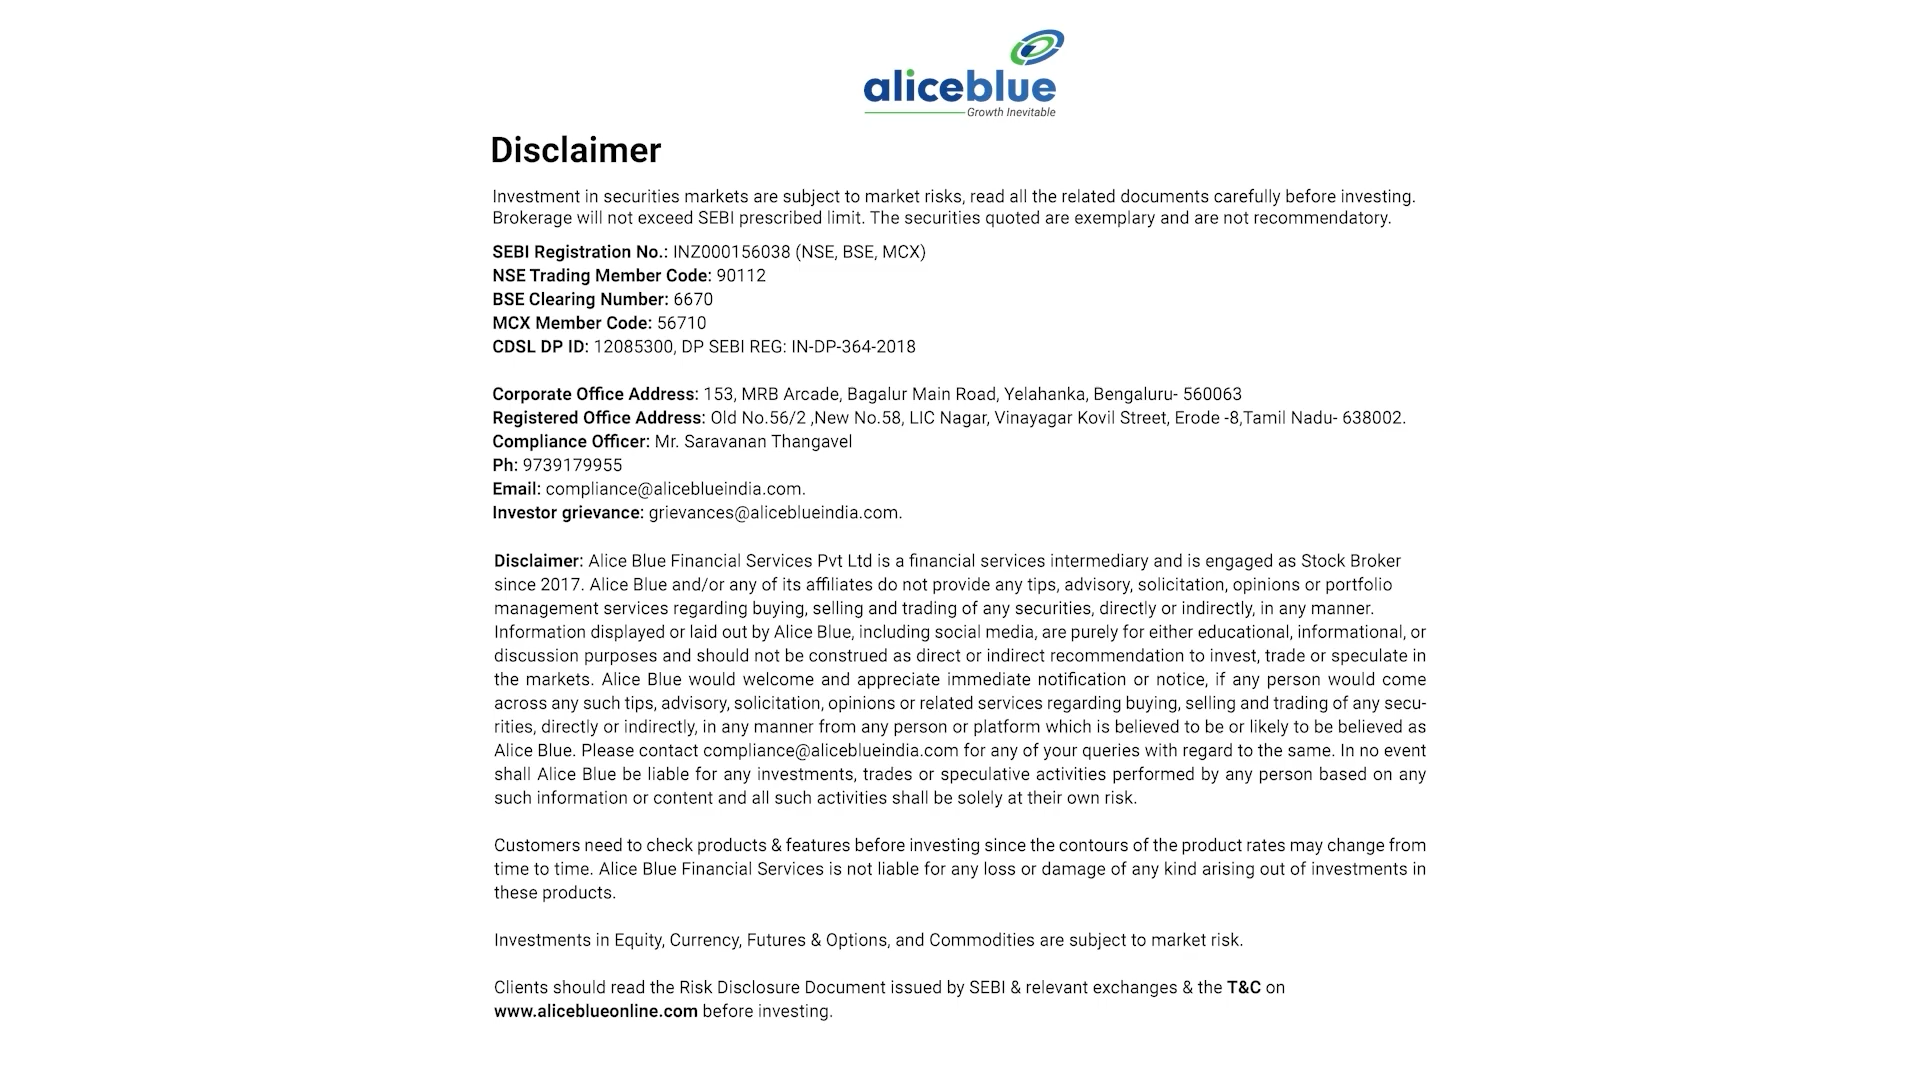 aliceblue
Growth Inevitable
Disclaimer
Investment in securities markets are subject to market risks, read all the related documents carefully before investing.
Brokerage will not exceed SEBI prescribed limit. The securities quoted are exemplary and are not recommendatory.
SEBI Registration No.: INZ000156038 (NSE, BSE, MCX)
NSE Trading Member Code: 90112
BSE Clearing Number: 6670
MCX Member Code: 56710
CDSL DP ID: 12085300, DP SEBI REG: IN-DP-364-2018
Corporate Office Address: 153, MRB Arcade, Bagalur Main Road, Yelahanka, Bengaluru- 560063
Registered Office Address: Old No.56/2 ,New No.58, LIC Nagar, Vinayagar Kovil Street, Erode -8,Tamil Nadu- 638002.
Compliance Officer: Mr. Saravanan Thangavel
Ph: 9739179955
Email: compliance@aliceblueindia.com.
Investor grievance: grievances@aliceblueindia.com.
Disclaimer: Alice Blue Financial Services Pvt Ltd is a financial services intermediary and is engaged as Stock Broker
since 2017. Alice Blue and/or any of its affiliates do not provide any tips, advisory, solicitation, opinions or portfolio
management services regarding buying, selling and trading of any securities, directly or indirectly, in any manner.
Information displayed or laid out by Alice Blue, including social media, are purely for either educational, informational, or
discussion purposes and should not be construed as direct or indirect recommendation to invest, trade or speculate in
the markets. Alice Blue would welcome and appreciate immediate notification or notice, if any person would come
across any such tips, advisory, solicitation, opinions or related services regarding buying, selling and trading of any secu-
rities, directly or indirectly, in any manner from any person or platform which is believed to be or likely to be believed as
Alice Blue. Please contact compliance@aliceblueindia.com for any of your queries with regard to the same. In no event
shall Alice Blue be liable for any investments, trades or speculative activities performed by any person based on any
such information or content and all such activities shall be solely at their own risk.
Customers need to check products & features before investing since the contours of the product rates may change from
time to time. Alice Blue Financial Services is not liable for any loss or damage of any kind arising out of investments in
these products.
Investments in Equity, Currency, Futures & Options, and Commodities are subject to market risk.
Clients should read the Risk Disclosure Document issued by SEBI & relevant exchanges & the T&C on
www.aliceblueonline.com before investing.